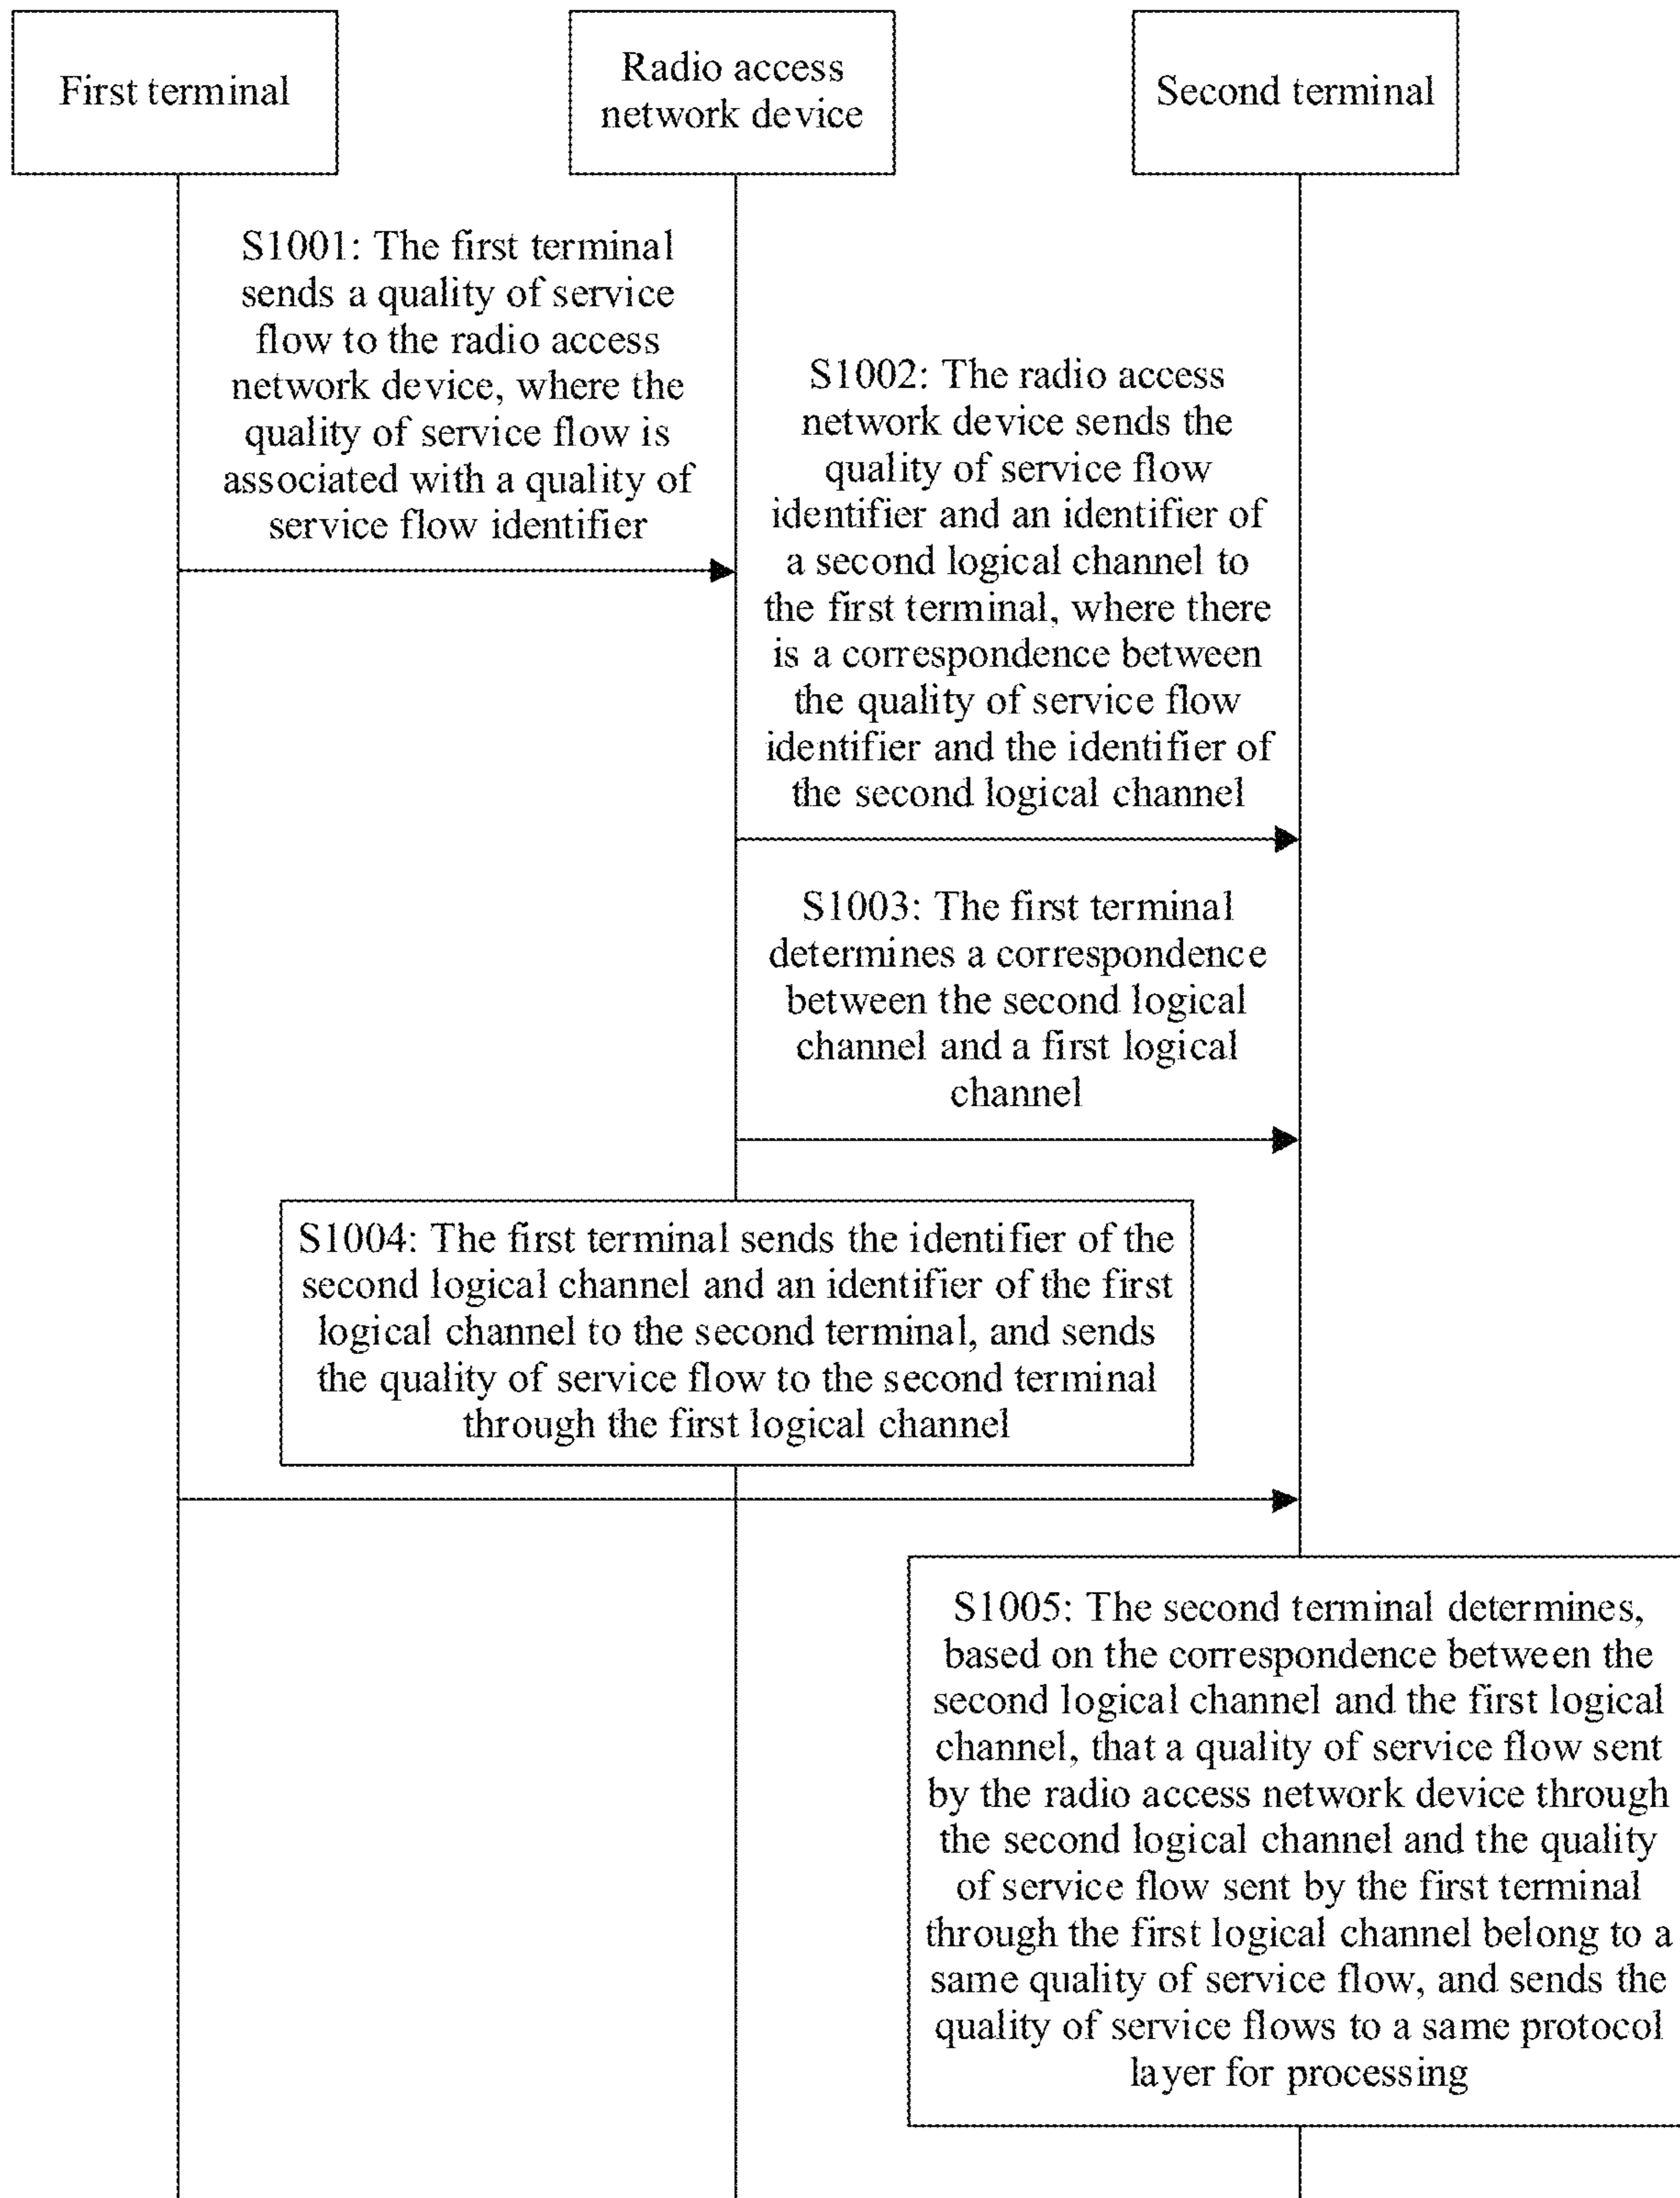 First terminal
Radio access
network device
Second terminal
S1001: The first terminal
sends a quality of service
flow to the radio access
network device, where the
quality of service flow is
associated with a quality of
service flow identifier
S1002: The radio access
network device sends the
quality of service flow
identifier and an identifier of
a second logical channel to
the first terminal, where there
is a correspondence between
the quality of service flow
identifier and the identifier of
the second logical channel
S1003: The first terminal
determines a correspondence
between the second logical
channel and a first logical
channel
S1004: The first terminal sends the identifier of the
second logical channel and an identifier of the first
logical channel to the second terminal, and sends
the quality of service flow to the second terminal
through the first logical channel
S1005: The second terminal determines,
based on the correspondence between the
second logical channel and the first logical
channel, that a quality of service flow sent
by the radio access network device through
the second logical channel and the quality
of service flow sent by the first terminal
through the first logical channel belong to a
same quality of service flow, and sends the
quality of service flows to a same protocol
layer for processing